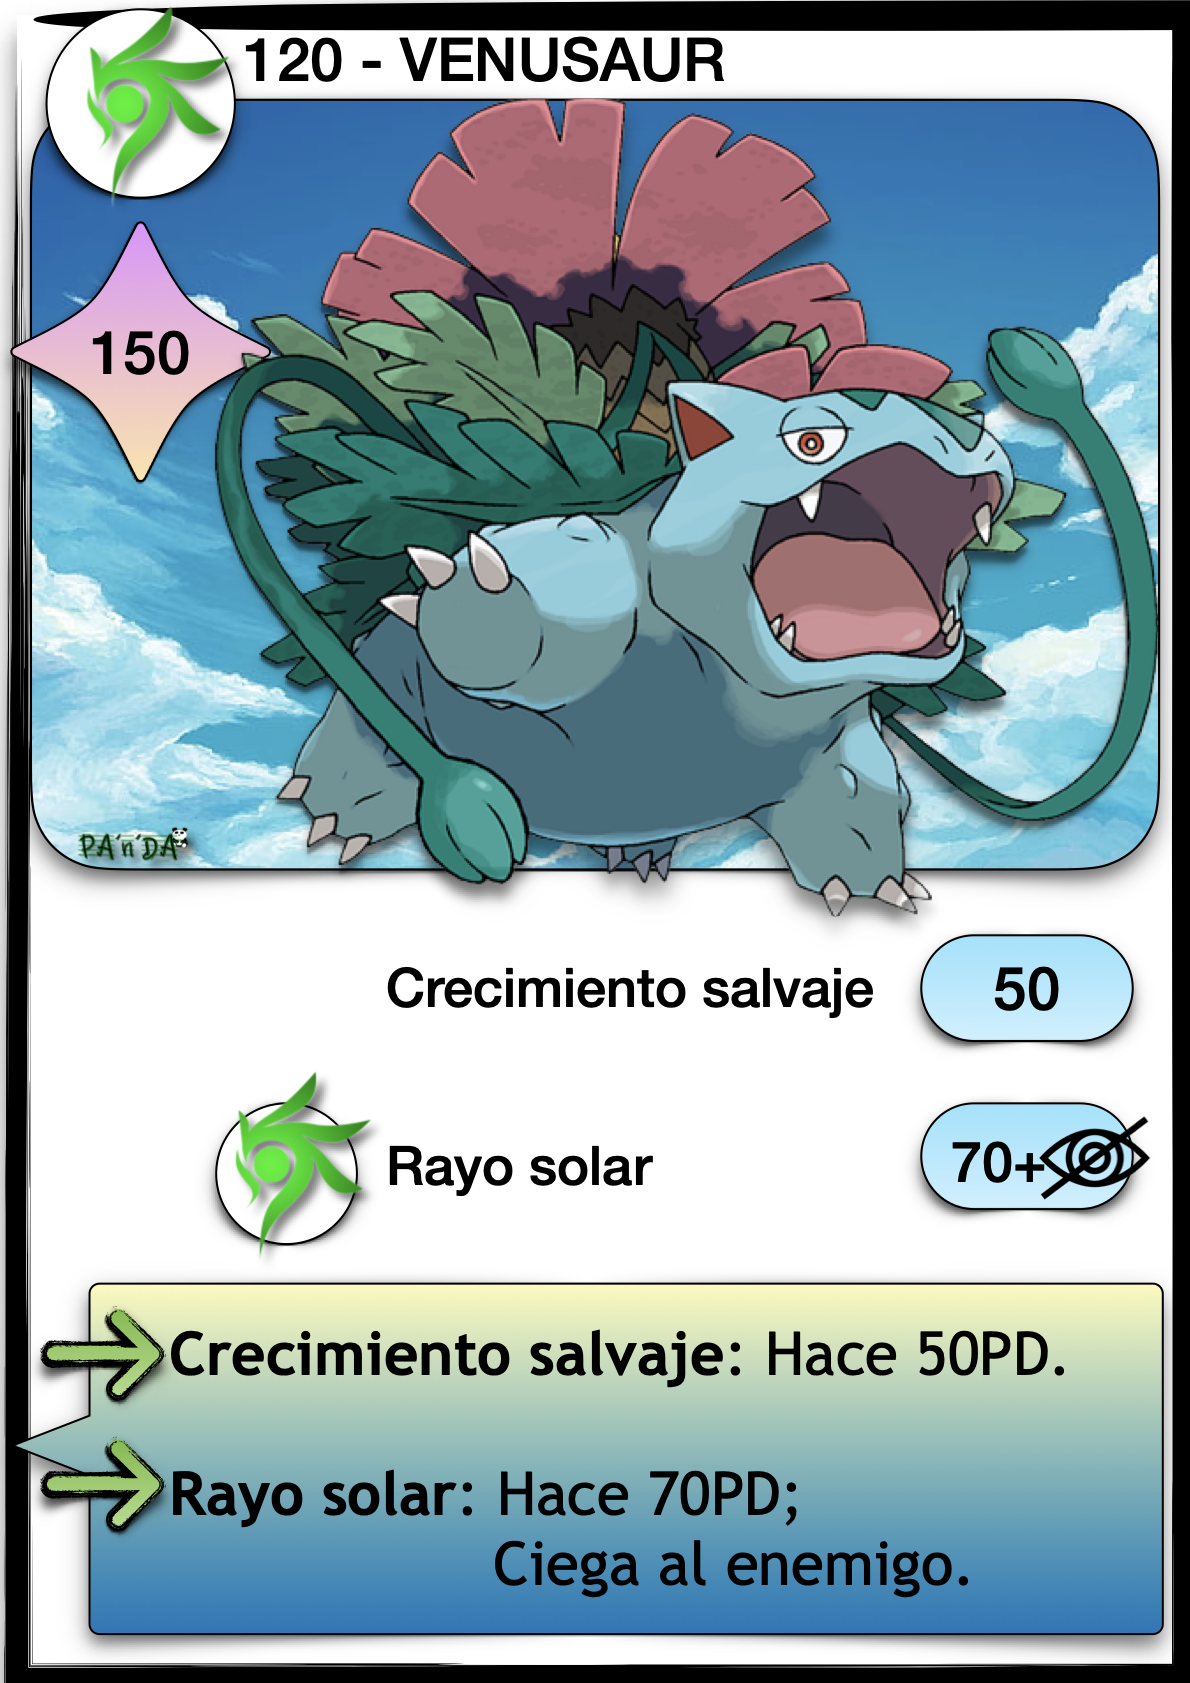 120 - VENUSAUR
150
PA'n'DA
Crecimiento salvaje 50
Rayo solar 70+
Crecimiento salvaje: Hace 50PD.
Rayo solar: Hace 70PD;
Ciega al enemigo.